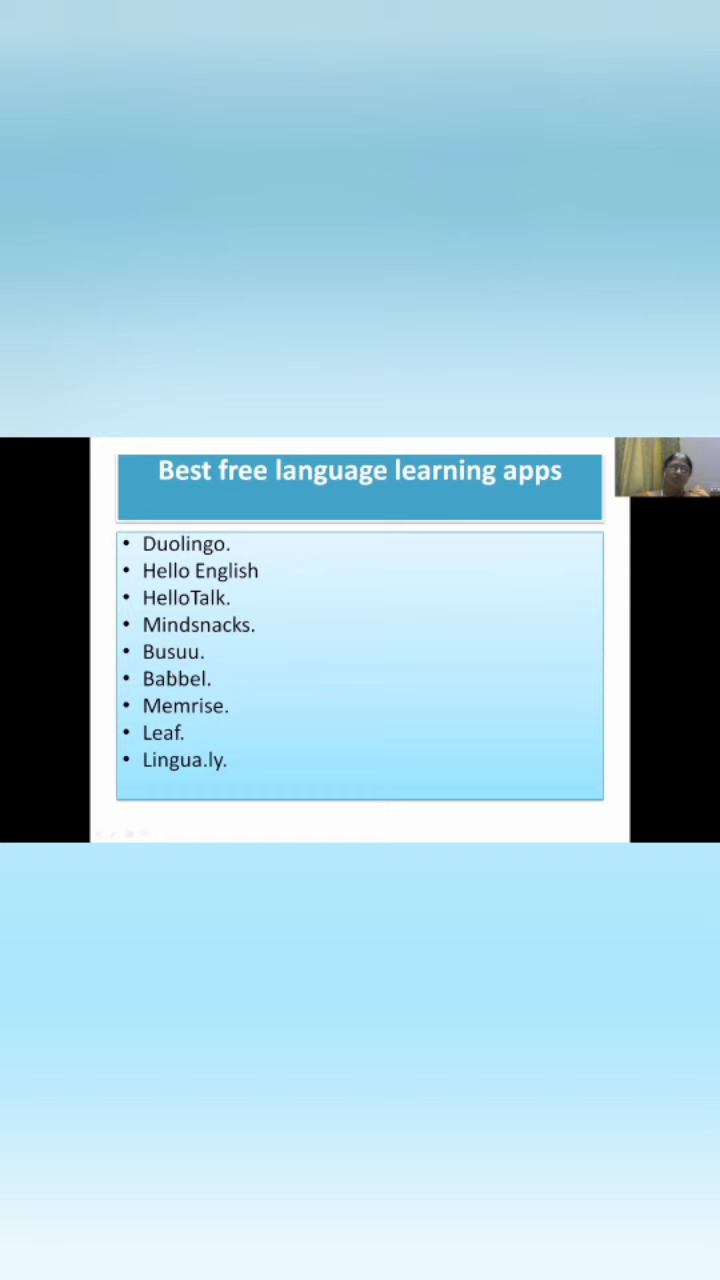 Best free language learning apps
• Duolingo.
• Hello English
• HelloTalk.
• Mindsnacks.
• Busuu.
• Babbel.
• Memrise.
• Leaf.
• Lingua.ly.